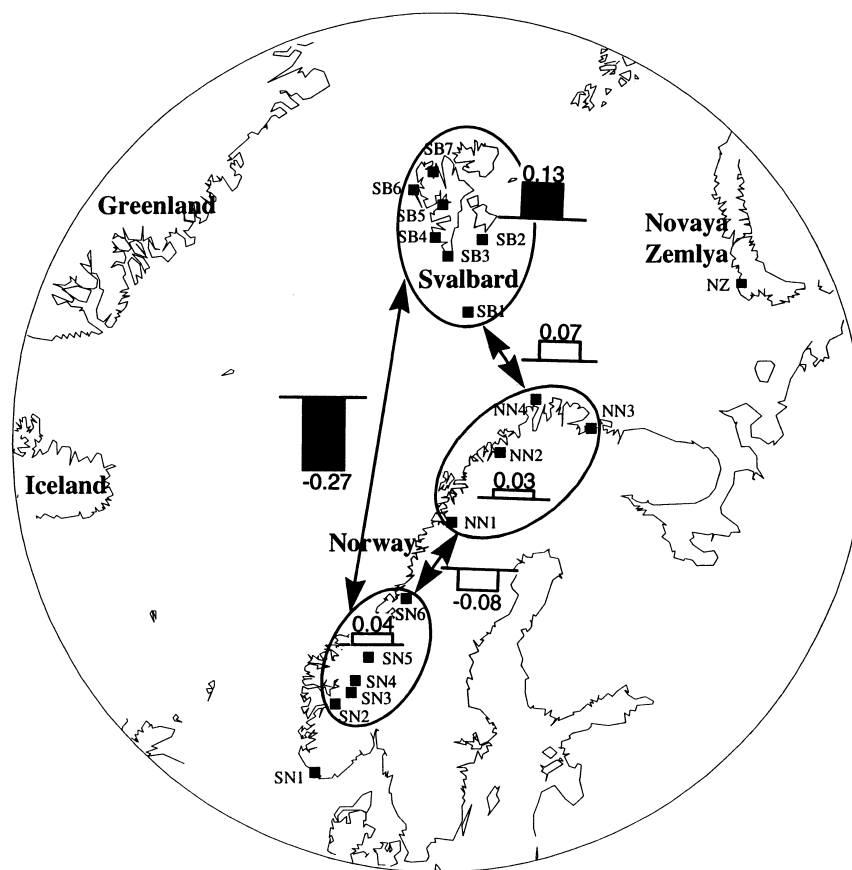 SB7
0.13
SB6
Greenland
SB5
Novaya
Zemlya
SB4
SB2
SB3
Svalbard
NZ
SB1
0.07
NN4
NN3
NN2
Iceland
-0.27
0.03
NN1
Norway
-0.08
SN6
0.04
SN5
SN4
SN3
SN2
SN1